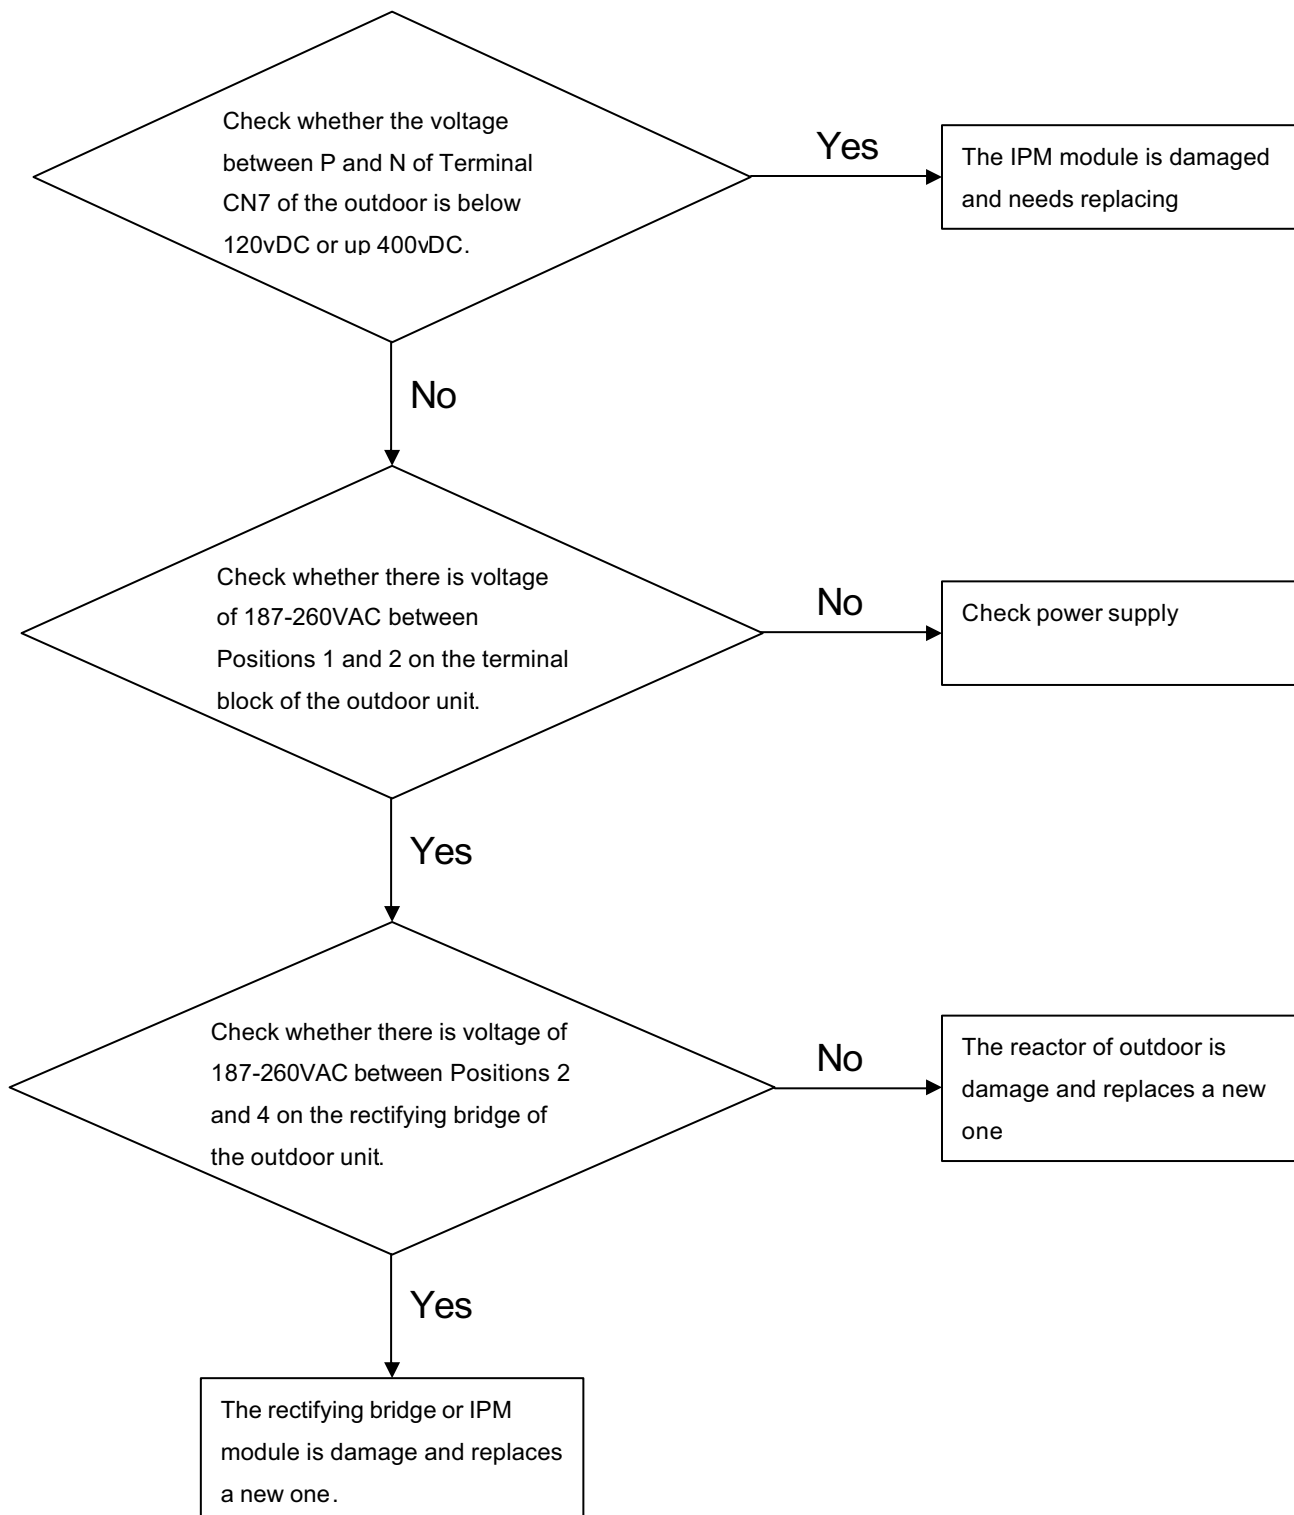 Check whether the voltage
between P and N of Terminal
CN7 of the outdoor is below
120vDC or up 400vDC.
Yes
The IPM module is damaged
and needs replacing
No
Check whether there is voltage
of 187-260VAC between
Positions 1 and 2 on the terminal
block of the outdoor unit.
No
Check power supply
Yes
Check whether there is voltage of
187-260VAC between Positions 2
and 4 on the rectifying bridge of
the outdoor unit.
No
The reactor of outdoor is
damage and replaces a new
one
Yes
The rectifying bridge or IPM
module is damage and replaces
a new one.